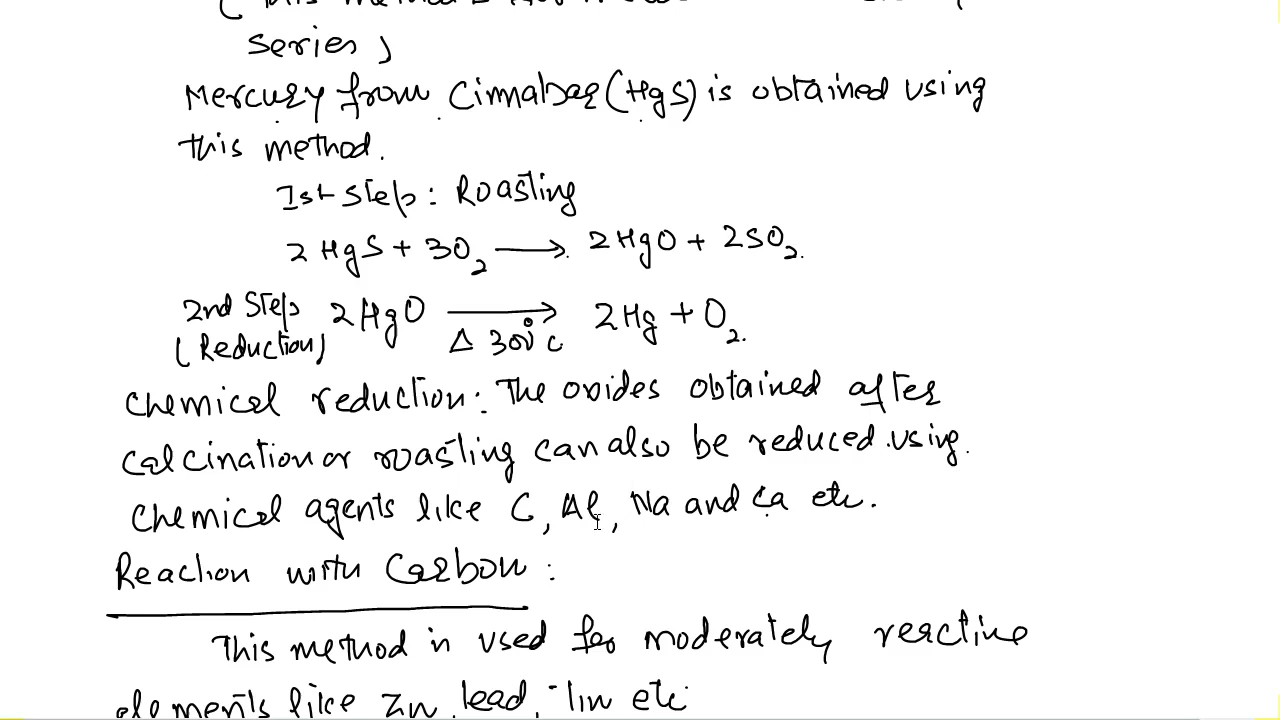 (This method is
series)
Mercury from Cinnabar (HgS) is obtained using
this method.
1st Step: Roasting
2HgS + 3O₂ ⟶ 2HgO + 2SO₂.
2nd Step 2HgO ⟶ 2Hg + O₂.
(Reduction) Δ 300°C
Chemical reduction: The oxides obtained after
calcination or roasting can also be reduced using.
Chemical agents like C, Al, Na and Ca etc.
Reaction with Carbon:
This method is used for moderately reactive
elements like Zn, lead, Tin etc